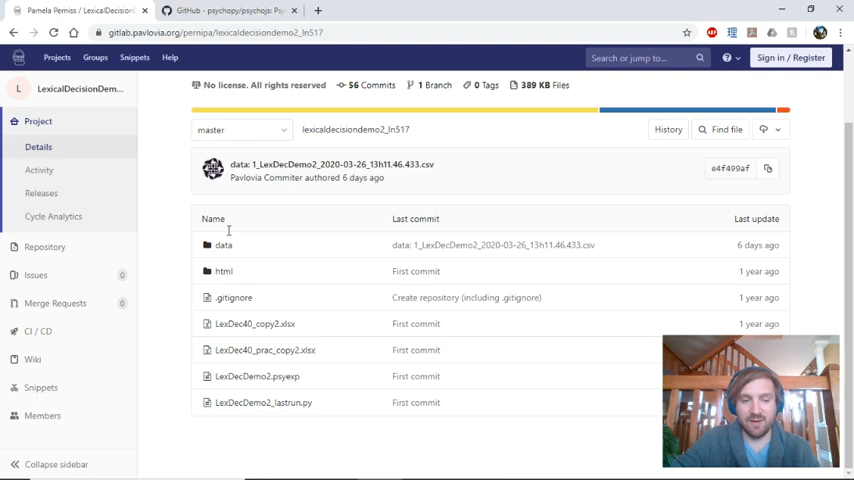 Pamela Perniss / LexicalDecision
GitHub - psychopy/psychojs: Psy
gitlab.pavlovia.org/pernipa/lexicaldecisiondemo2_ln517
Projects Groups Snippets Help Search or jump to... Sign in / Register
L LexicalDecisionDem...
Project
Details
Activity
Releases
Cycle Analytics
Repository
Issues 0
Merge Requests 0
CI / CD
Wiki
Snippets
Members
Collapse sidebar
No license. All rights reserved 56 Commits 1 Branch 0 Tags 389 KB Files
master lexicaldecisiondemo2_ln517 History Find file
data: 1_LexDecDemo2_2020-03-26_13h11.46.433.csv
Pavlovia Commiter authored 6 days ago
e4f499af
Name Last commit Last update
data data: 1_LexDecDemo2_2020-03-26_13h11.46.433.csv 6 days ago
html First commit 1 year ago
.gitignore Create repository (including .gitignore) 1 year ago
LexDec40_copy2.xlsx First commit 1 year ago
LexDec40_prac_copy2.xlsx First commit
LexDecDemo2.psyexp First commit
LexDecDemo2_lastrun.py First commit